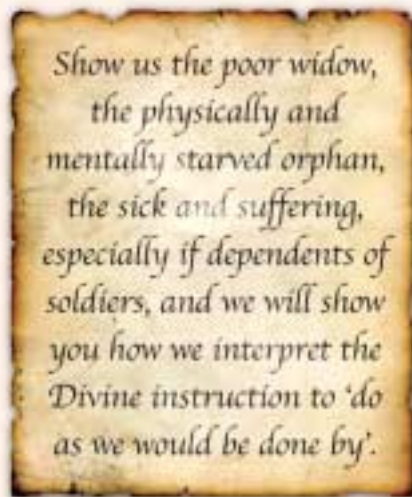 Show us the poor widow,
the physically and
mentally starved orphan,
the sick and suffering,
especially if dependents of
soldiers, and we will show
you how we interpret the
Divine instruction to ‘do
as we would be done by’.